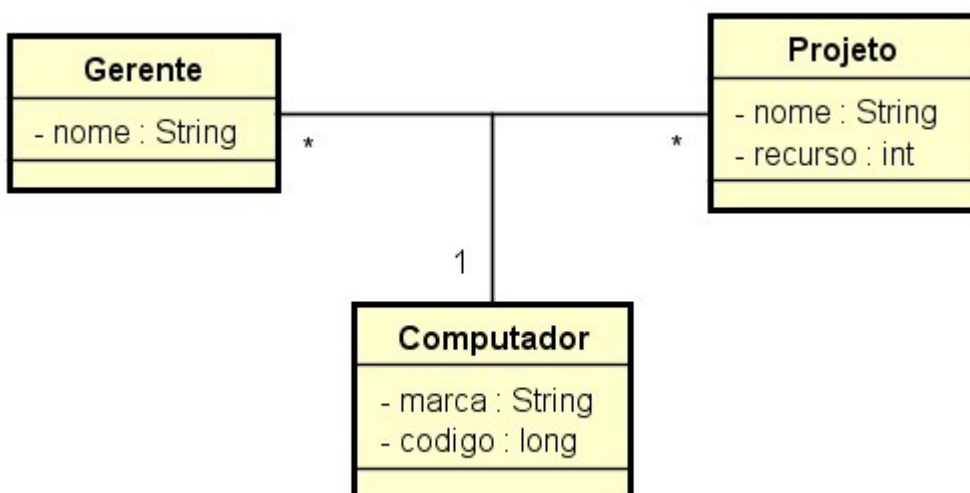 Gerente
- nome : String
*
Projeto
- nome : String
- recurso : int
*
1
Computador
- marca : String
- codigo : long